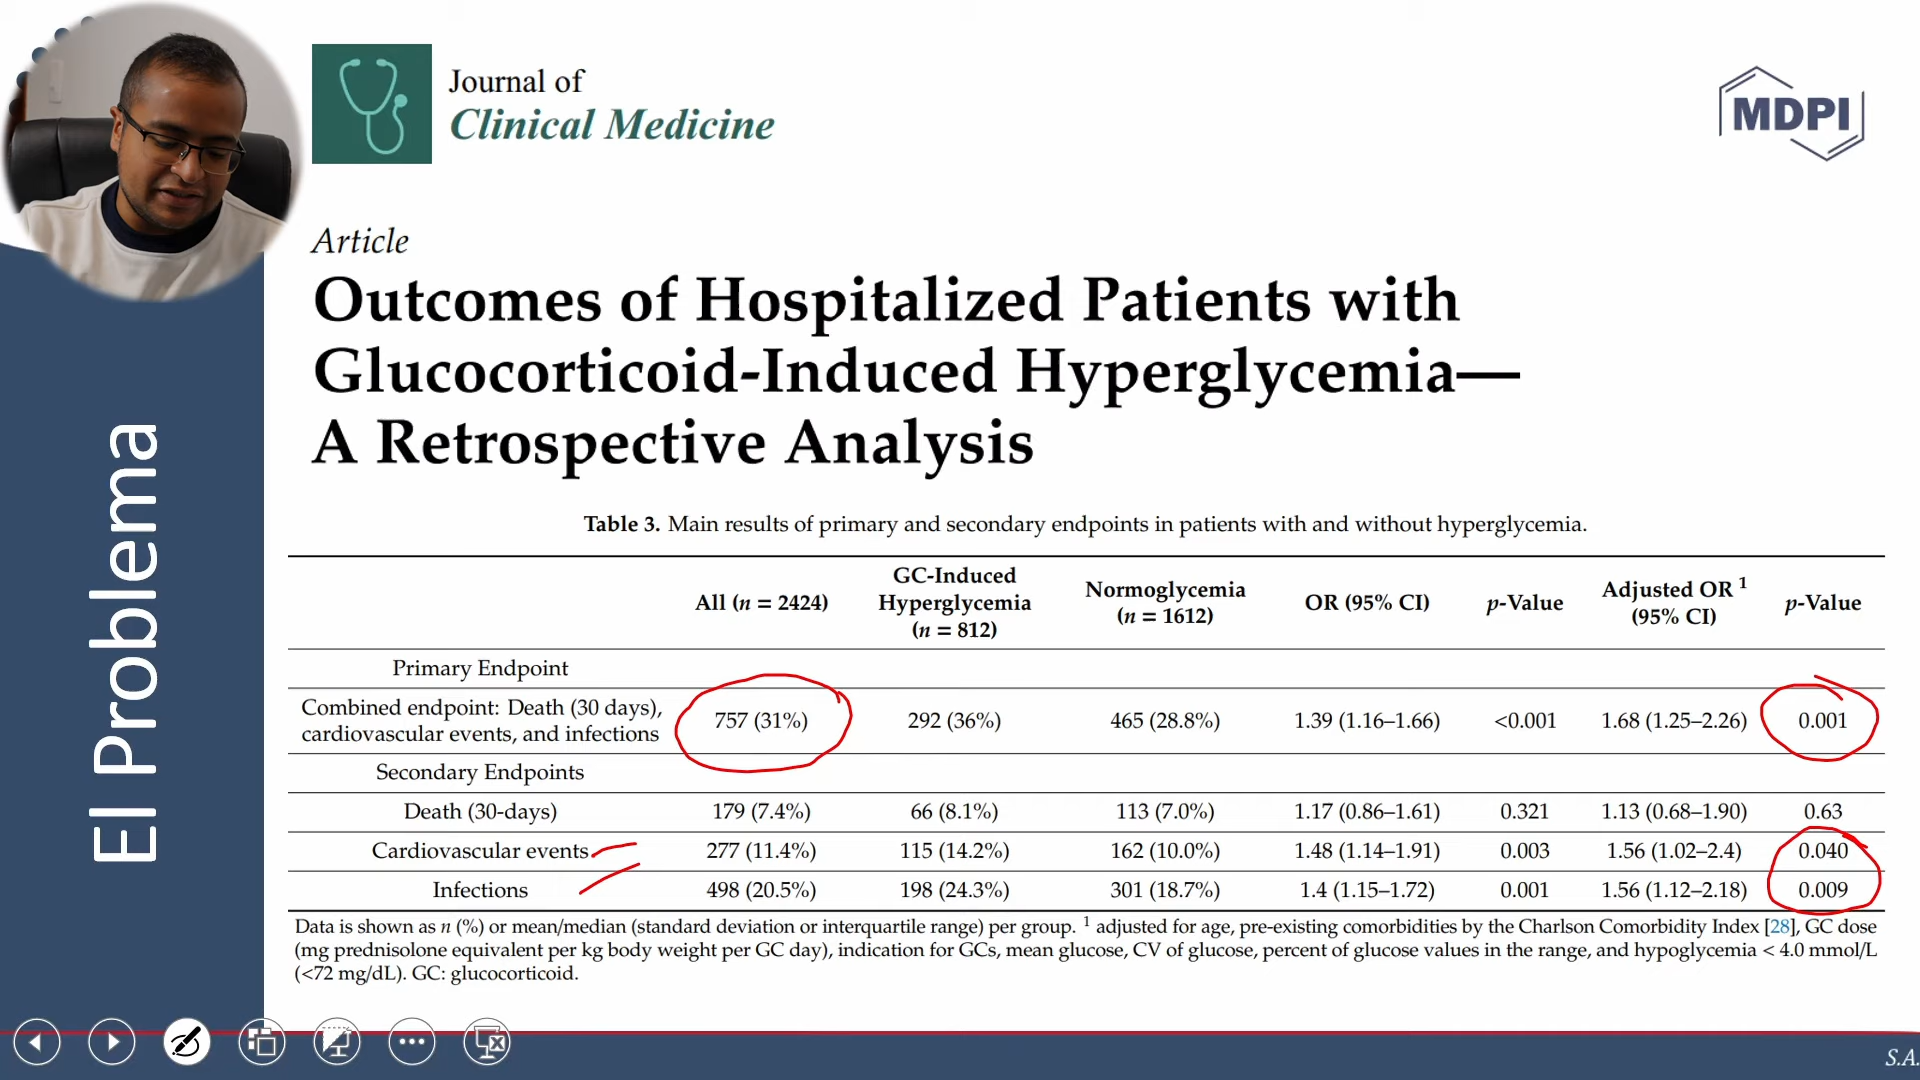 Journal of
Clinical Medicine
MDPI
Article
Outcomes of Hospitalized Patients with
Glucocorticoid-Induced Hyperglycemia—
A Retrospective Analysis
El Problema
Table 3. Main results of primary and secondary endpoints in patients with and without hyperglycemia.
All (n = 2424) GC-Induced Hyperglycemia (n = 812) Normoglycemia (n = 1612) OR (95% CI) p-Value Adjusted OR 1 (95% CI) p-Value
Primary Endpoint
Combined endpoint: Death (30 days), cardiovascular events, and infections 757 (31%) 292 (36%) 465 (28.8%) 1.39 (1.16–1.66) <0.001 1.68 (1.25–2.26) 0.001
Secondary Endpoints
Death (30-days) 179 (7.4%) 66 (8.1%) 113 (7.0%) 1.17 (0.86–1.61) 0.321 1.13 (0.68–1.90) 0.63
Cardiovascular events 277 (11.4%) 115 (14.2%) 162 (10.0%) 1.48 (1.14–1.91) 0.003 1.56 (1.02–2.4) 0.040
Infections 498 (20.5%) 198 (24.3%) 301 (18.7%) 1.4 (1.15–1.72) 0.001 1.56 (1.12–2.18) 0.009
Data is shown as n (%) or mean/median (standard deviation or interquartile range) per group. 1 adjusted for age, pre-existing comorbidities by the Charlson Comorbidity Index [28], GC dose
(mg prednisolone equivalent per kg body weight per GC day), indication for GCs, mean glucose, CV of glucose, percent of glucose values in the range, and hypoglycemia < 4.0 mmol/L
(<72 mg/dL). GC: glucocorticoid.
S.A.